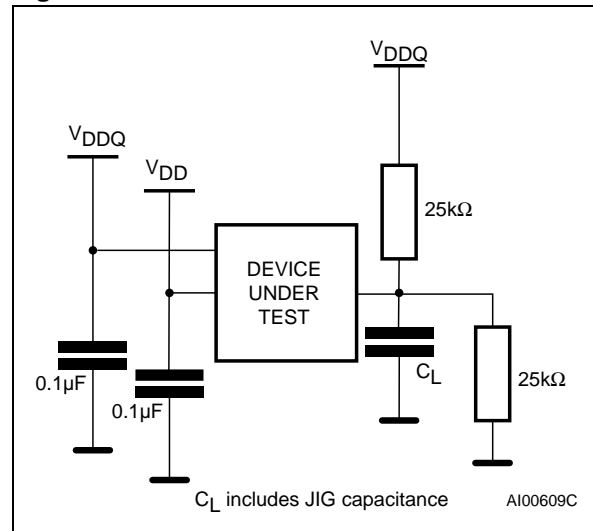 VDDQ
VDDQ
VDD
25kΩ
DEVICE
UNDER
TEST
0.1µF
0.1µF
CL
25kΩ
CL includes JIG capacitance
AI00609C